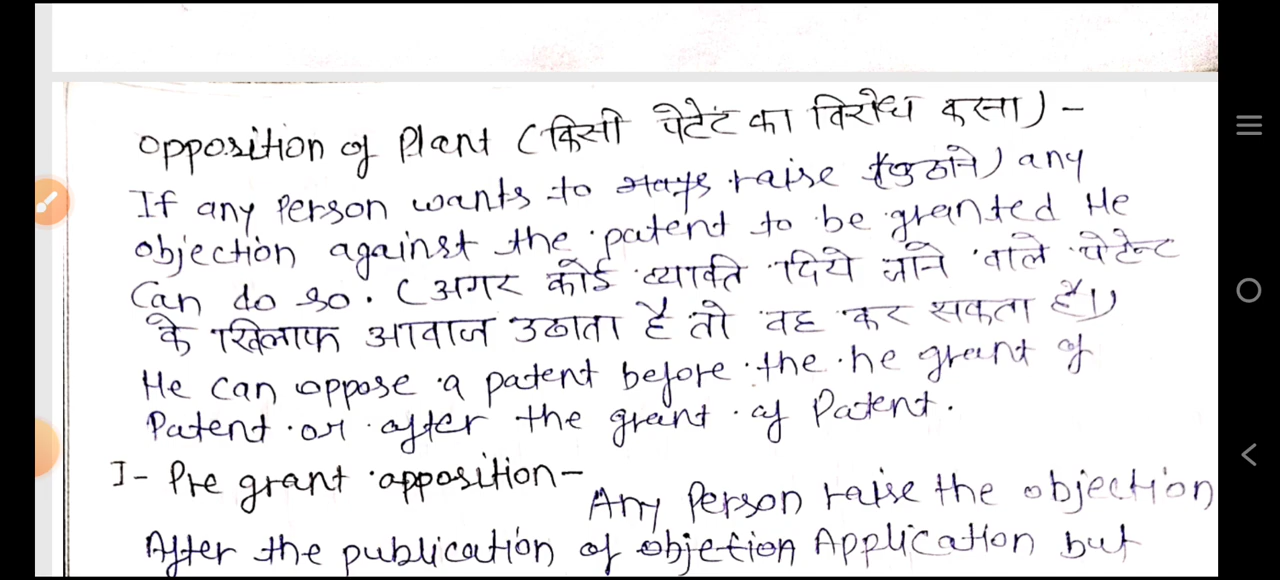 Opposition of Plant (किसी पेटेंट का विरोध करना) -
If any person wants to raise (उठाने) any
objection against the patent to be granted He
Can do so. (अगर कोई व्यक्ति दिये जाने वाले पेटेन्ट
के खिलाफ आवाज उठाता है तो वह कर सकता है।)
He can oppose a patent before the he grant of
Patent or after the grant of Patent.
I- Pre grant opposition-
Any Person raise the objection
After the publication of objetion Application but